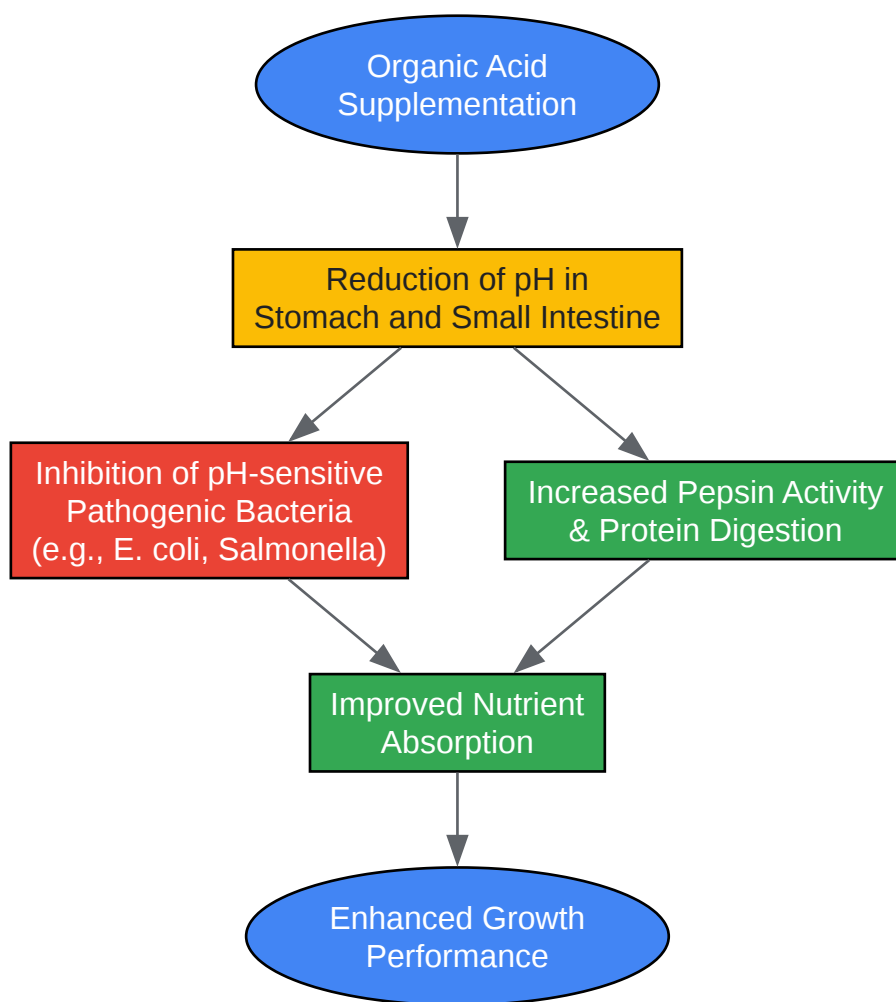 Organic Acid
Supplementation
Reduction of pH in
Stomach and Small Intestine
Inhibition of pH-sensitive
Pathogenic Bacteria
(e.g., E. coli, Salmonella)
Increased Pepsin Activity
& Protein Digestion
Improved Nutrient
Absorption
Enhanced Growth
Performance